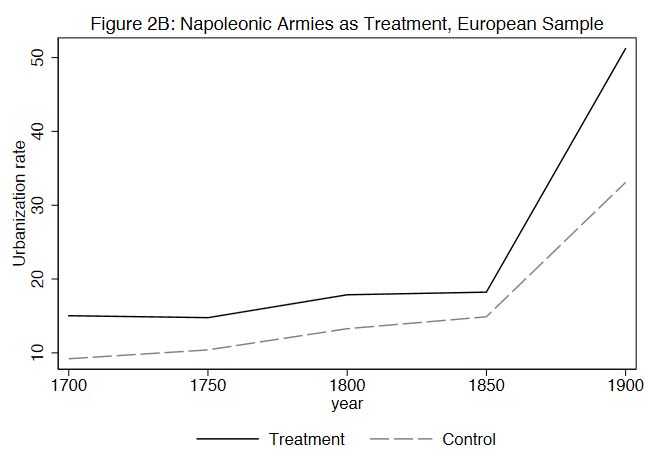 Figure 2B: Napoleonic Armies as Treatment, European Sample
50
40
30
20
10
Urbanization rate
1700 1750 1800 1850 1900
year
Treatment Control